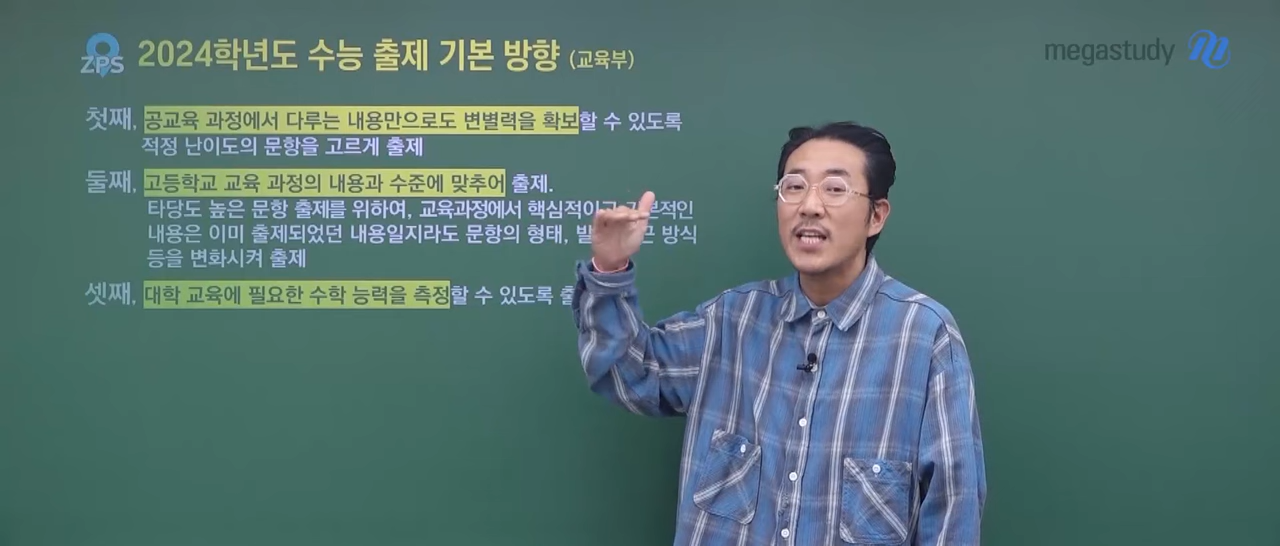 ZPS 2024학년도 수능 출제 기본 방향 (교육부)
megastudy
첫째, 공교육 과정에서 다루는 내용만으로도 변별력을 확보할 수 있도록
적정 난이도의 문항을 고르게 출제
둘째, 고등학교 교육 과정의 내용과 수준에 맞추어 출제.
타당도 높은 문항 출제를 위하여, 교육과정에서 핵심적이고
내용은 이미 출제되었던 내용일지라도 문항의 형태, 방식
등을 변화시켜 출제
셋째, 대학 교육에 필요한 수학 능력을 측정할 수 있도록